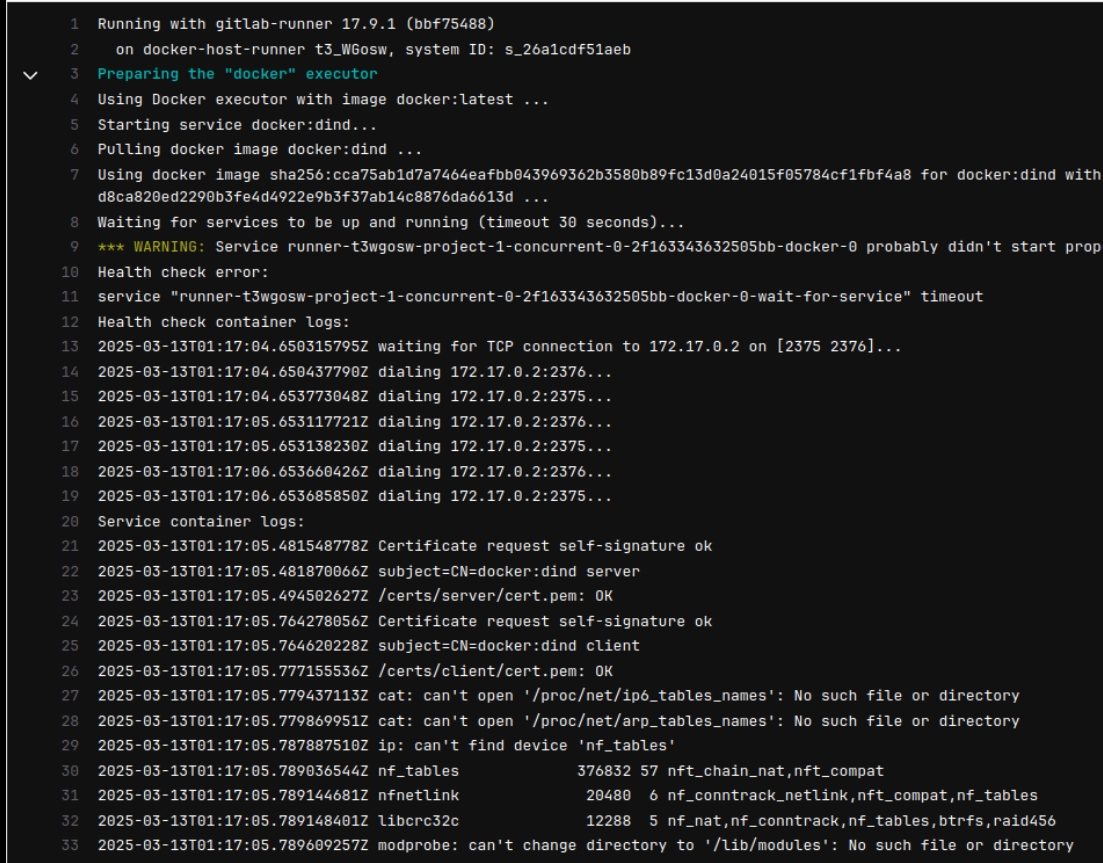 1 Running with gitlab-runner 17.9.1 (bbf75488)
2 on docker-host-runner t3_WGosw, system ID: s_26a1cdf51aeb
3 Preparing the "docker" executor
4 Using Docker executor with image docker:latest ...
5 Starting service docker:dind...
6 Pulling docker image docker:dind ...
7 Using docker image sha256:cca75ab1d7a7464eafbb043969362b3580b89fc13d0a24015f05784cf1fbf4a8 for docker:dind with
d8ca820ed2290b3fe4d4922e9b3f37ab14c8876da6613d ...
8 Waiting for services to be up and running (timeout 30 seconds)...
9 *** WARNING: Service runner-t3wgosw-project-1-concurrent-0-2f163343632505bb-docker-0 probably didn't start prop
10 Health check error:
11 service "runner-t3wgosw-project-1-concurrent-0-2f163343632505bb-docker-0-wait-for-service" timeout
12 Health check container logs:
13 2025-03-13T01:17:04.650315795Z waiting for TCP connection to 172.17.0.2 on [2375 2376]...
14 2025-03-13T01:17:04.650437790Z dialing 172.17.0.2:2376...
15 2025-03-13T01:17:04.653773048Z dialing 172.17.0.2:2375...
16 2025-03-13T01:17:05.653117721Z dialing 172.17.0.2:2376...
17 2025-03-13T01:17:05.653138230Z dialing 172.17.0.2:2375...
18 2025-03-13T01:17:06.653660426Z dialing 172.17.0.2:2376...
19 2025-03-13T01:17:06.653685850Z dialing 172.17.0.2:2375...
20 Service container logs:
21 2025-03-13T01:17:05.481548778Z Certificate request self-signature ok
22 2025-03-13T01:17:05.481870066Z subject=CN=docker:dind server
23 2025-03-13T01:17:05.494502627Z /certs/server/cert.pem: OK
24 2025-03-13T01:17:05.764278056Z Certificate request self-signature ok
25 2025-03-13T01:17:05.764620228Z subject=CN=docker:dind client
26 2025-03-13T01:17:05.777155536Z /certs/client/cert.pem: OK
27 2025-03-13T01:17:05.779437113Z cat: can't open '/proc/net/ip6_tables_names': No such file or directory
28 2025-03-13T01:17:05.779869951Z cat: can't open '/proc/net/arp_tables_names': No such file or directory
29 2025-03-13T01:17:05.787887510Z ip: can't find device 'nf_tables'
30 2025-03-13T01:17:05.789036544Z nf_tables 376832 57 nft_chain_nat,nft_compat
31 2025-03-13T01:17:05.789144681Z nfnetlink 20480 6 nf_conntrack_netlink,nft_compat,nf_tables
32 2025-03-13T01:17:05.789148401Z libcrc32c 12288 5 nf_nat,nf_conntrack,nf_tables,btrfs,raid456
33 2025-03-13T01:17:05.789609257Z modprobe: can't change directory to '/lib/modules': No such file or directory